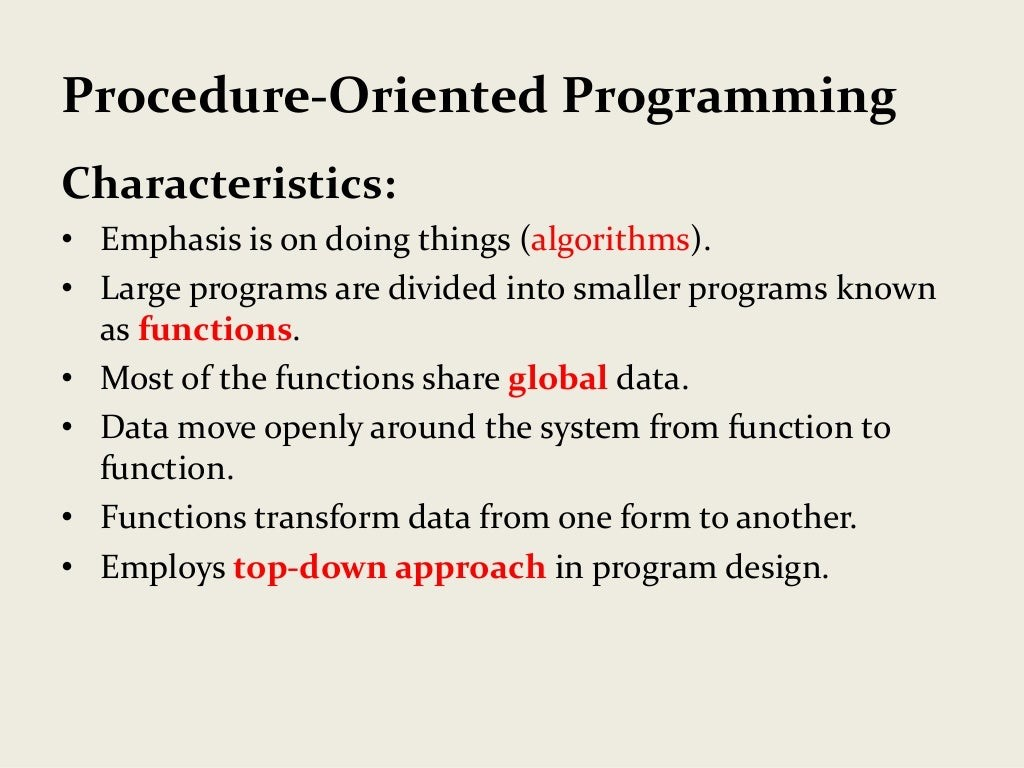 Procedure-Oriented Programming
Characteristics:
• Emphasis is on doing things (algorithms).
• Large programs are divided into smaller programs known
as functions.
• Most of the functions share global data.
• Data move openly around the system from function to
function.
• Functions transform data from one form to another.
• Employs top-down approach in program design.